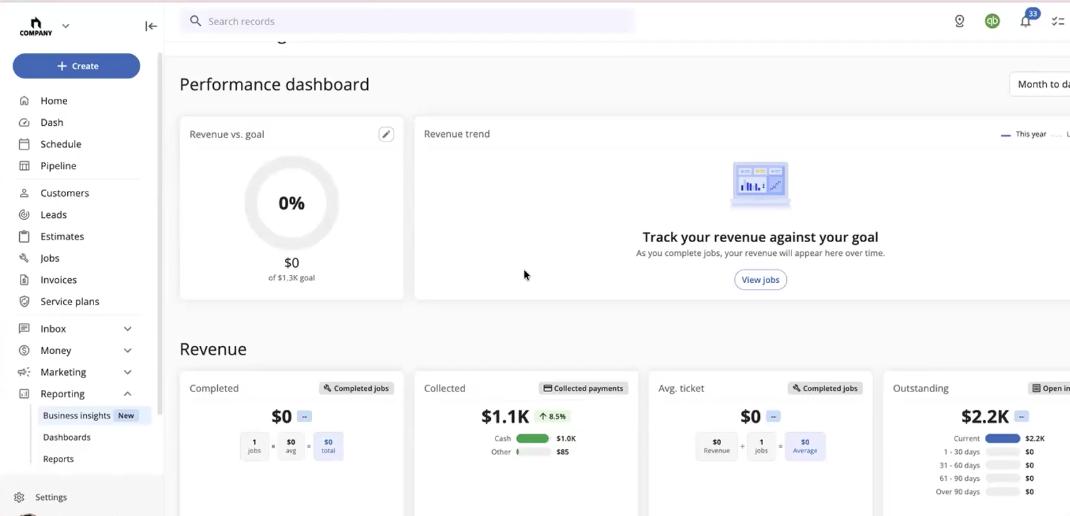 COMPANY
Search records
qb
33
Create
Home
Dash
Schedule
Pipeline
Customers
Leads
Estimates
Jobs
Invoices
Service plans
Inbox
Money
Marketing
Reporting
Business insights New
Dashboards
Reports
Settings
Performance dashboard
Month to da
Revenue vs. goal
0%
$0
of $1.3K goal
Revenue trend
This year
L
Track your revenue against your goal
As you complete jobs, your revenue will appear here over time.
View jobs
Revenue
Completed
Completed jobs
$0 --
1 × $0 = $0
jobs avg total
Collected
Collected payments
$1.1K ↑ 8.5%
Cash $1.0K
Other $85
Avg. ticket
Completed jobs
$0 --
$0 ÷ 1 = $0
Revenue jobs Average
Outstanding
Open in
$2.2K --
Current $2.2K
1 - 30 days $0
31 - 60 days $0
61 - 90 days $0
Over 90 days $0